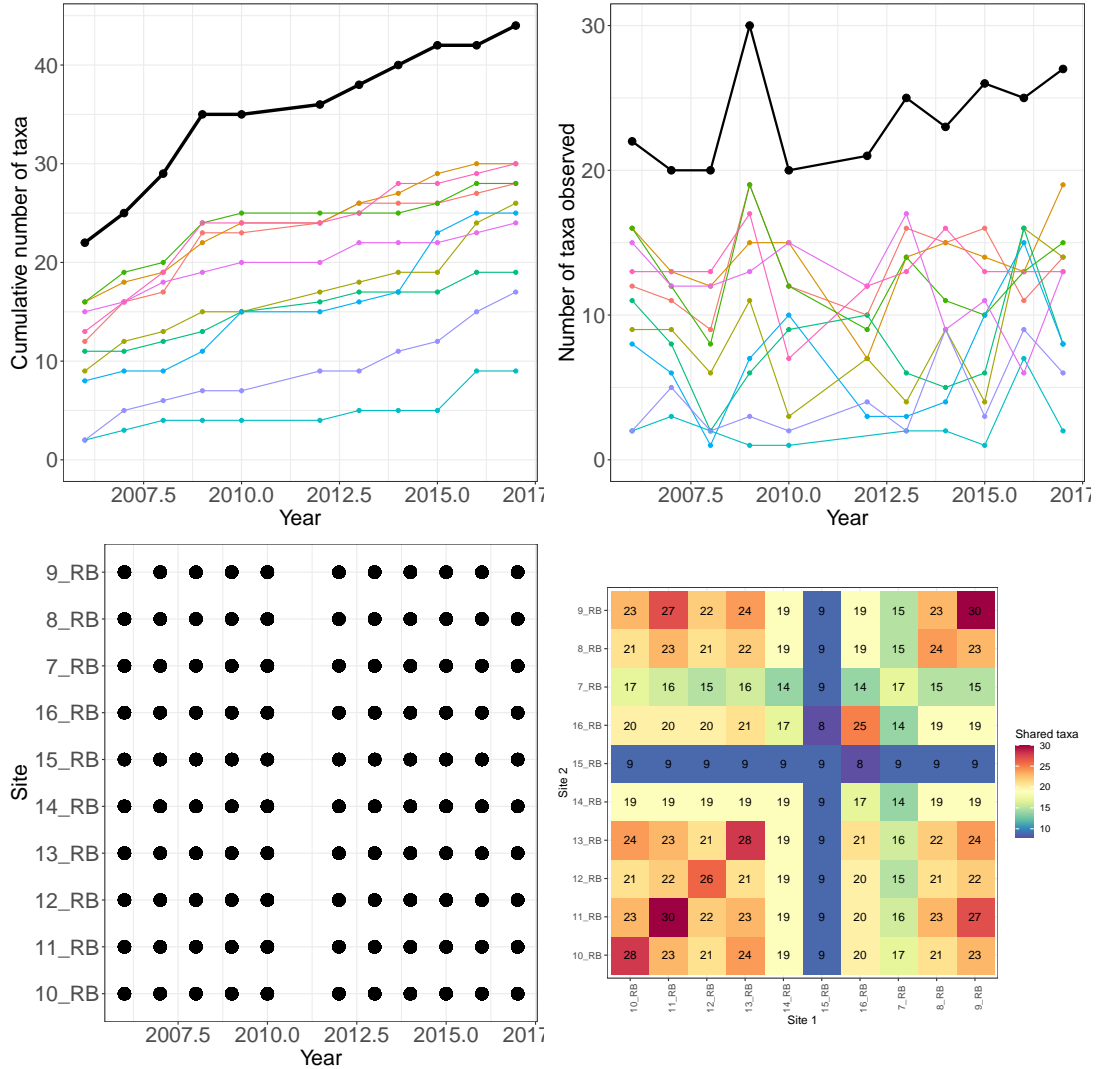 40
30
20
10
0
Cumulative number of taxa
2007.5 2010.0 2012.5 2015.0 2017
Year
30
20
10
0
Number of taxa observed
2007.5 2010.0 2012.5 2015.0 2017
Year
9_RB
8_RB
7_RB
16_RB
15_RB
14_RB
13_RB
12_RB
11_RB
10_RB
Site
2007.5 2010.0 2012.5 2015.0 2017
Year
9_RB 23 27 22 24 19 9 19 15 23 30
8_RB 21 23 21 22 19 9 19 15 24 23
7_RB 17 16 15 16 14 9 14 17 15 15
16_RB 20 20 20 21 17 8 25 14 19 19
15_RB 9 9 9 9 9 9 8 9 9 9
14_RB 19 19 19 19 19 9 17 14 19 19
13_RB 24 23 21 28 19 9 21 16 22 24
12_RB 21 22 26 21 19 9 20 15 21 22
11_RB 23 30 22 23 19 9 20 16 23 27
10_RB 28 23 21 24 19 9 20 17 21 23
Site 2
10_RB 11_RB 12_RB 13_RB 14_RB 15_RB 16_RB 7_RB 8_RB 9_RB
Site 1
Shared taxa
30
25
20
15
10